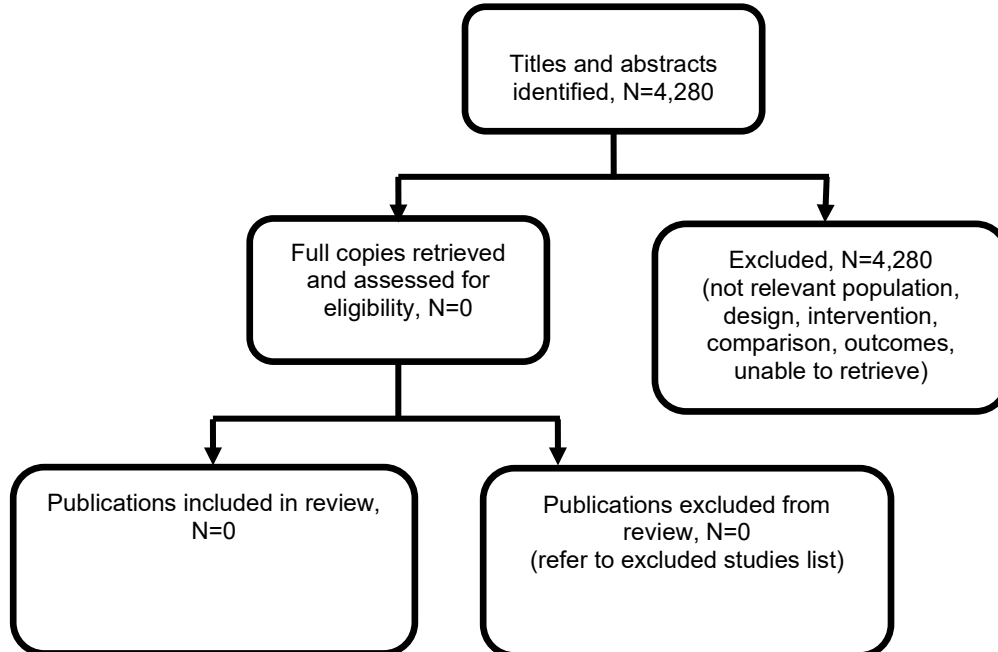 Titles and abstracts
identified, N=4,280
Full copies retrieved
and assessed for
eligibility, N=0
Excluded, N=4,280
(not relevant population,
design, intervention,
comparison, outcomes,
unable to retrieve)
Publications included in review,
N=0
Publications excluded from
review, N=0
(refer to excluded studies list)